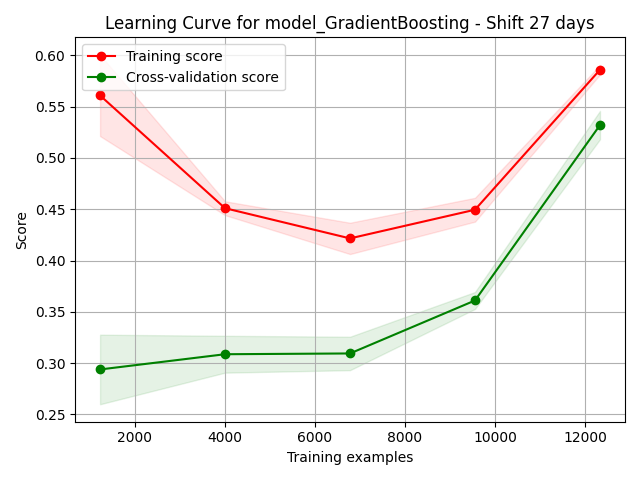 Learning Curve for model_GradientBoosting - Shift 27 days
Training score
Cross-validation score
Score
0.60
0.55
0.50
0.45
0.40
0.35
0.30
0.25
2000 4000 6000 8000 10000 12000
Training examples